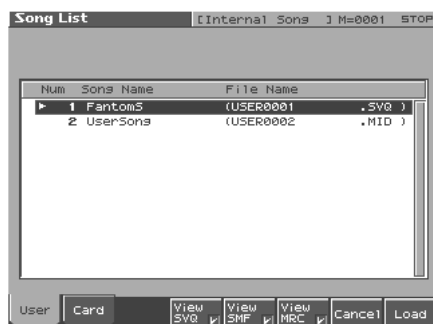 Song List [Internal Song ] M=0001 STOP
Num Song Name File Name
1 FantomS (USER0001 .SVQ )
2 UserSong (USER0002 .MID )
User Card View SVQ View SMF View MRC Cancel Load